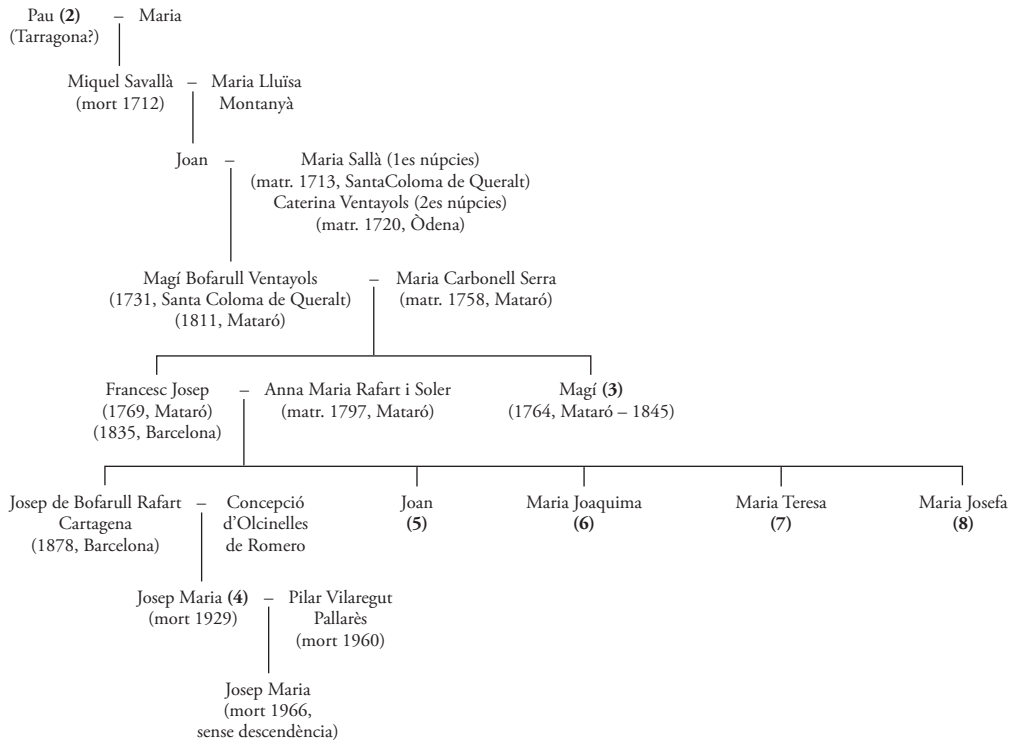 Pau (2) – Maria
(Tarragona?)
Miquel Savallà – Maria Lluïsa
(mort 1712) Montanyà
Joan – Maria Sallà (1es núpcies)
(matr. 1713, SantaColoma de Queralt)
Caterina Ventayols (2es núpcies)
(matr. 1720, Òdena)
Magí Bofarull Ventayols – Maria Carbonell Serra
(1731, Santa Coloma de Queralt) (matr. 1758, Mataró)
(1811, Mataró)
Francesc Josep – Anna Maria Rafart i Soler Magí (3)
(1769, Mataró) (matr. 1797, Mataró) (1764, Mataró – 1845)
(1835, Barcelona)
Josep de Bofarull Rafart – Concepció Joan Maria Joaquima Maria Teresa Maria Josefa
Cartagena d’Olcinelles (5) (6) (7) (8)
(1878, Barcelona) de Romero
Josep Maria (4) – Pilar Vilaregut
(mort 1929) Pallarès
(mort 1960)
Josep Maria
(mort 1966,
sense descendència)